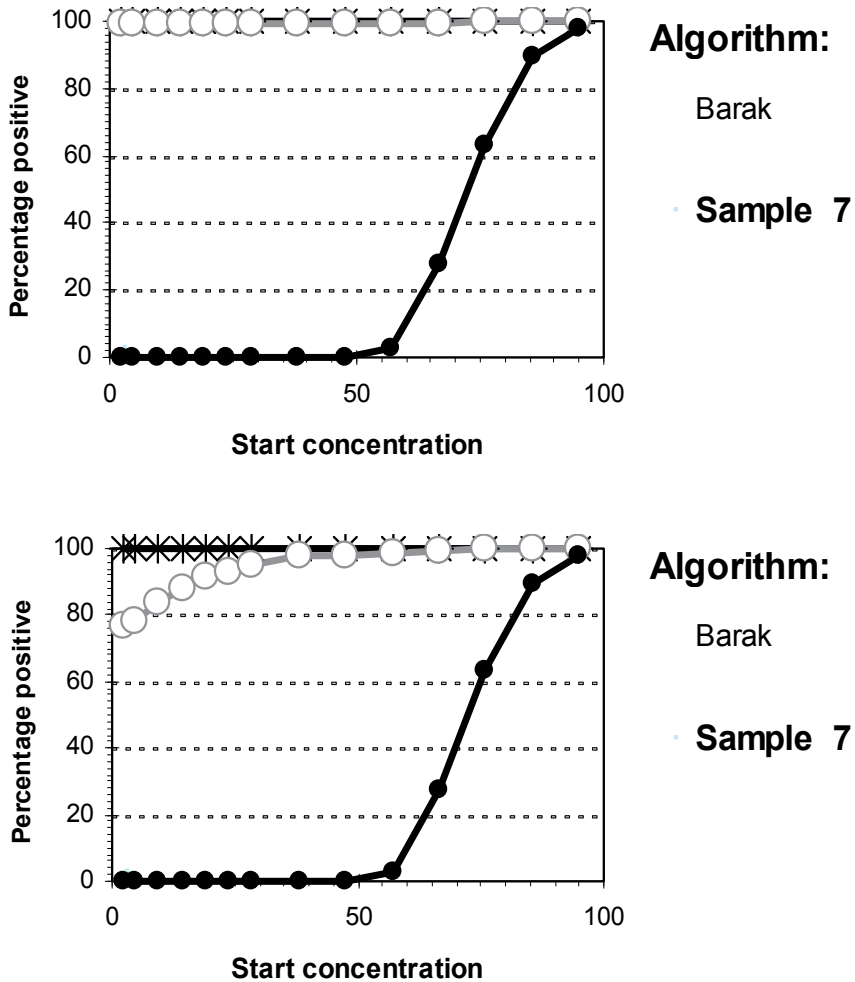 Percentage positive
100
80
60
40
20
0
0 50 100
Start concentration
Algorithm:
Barak
Sample 7
Percentage positive
100
80
60
40
20
0
0 50 100
Start concentration
Algorithm:
Barak
Sample 7